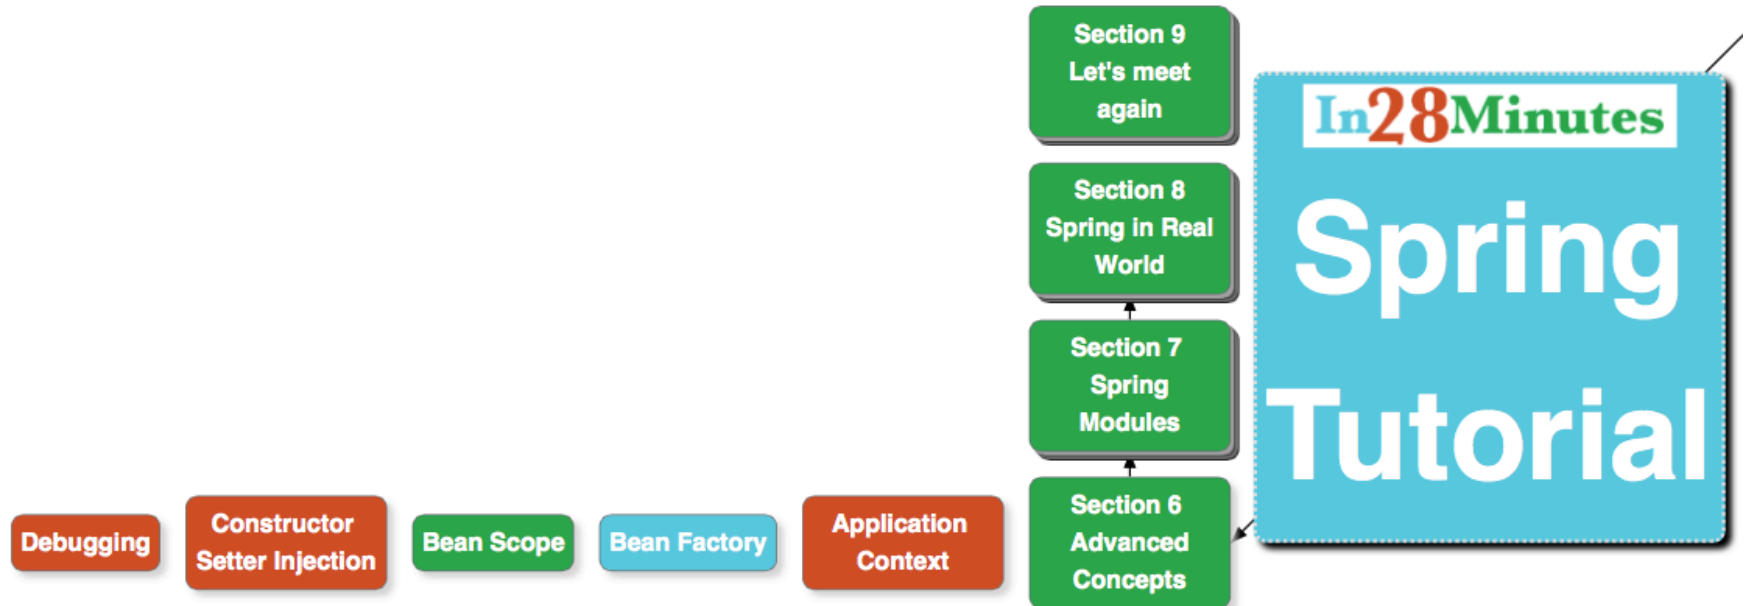 Section 9
Let's meet
again
In28Minutes
Spring
Tutorial
Section 8
Spring in Real
World
Section 7
Spring
Modules
Section 6
Advanced
Concepts
Debugging
Constructor
Setter Injection
Bean Scope
Bean Factory
Application
Context